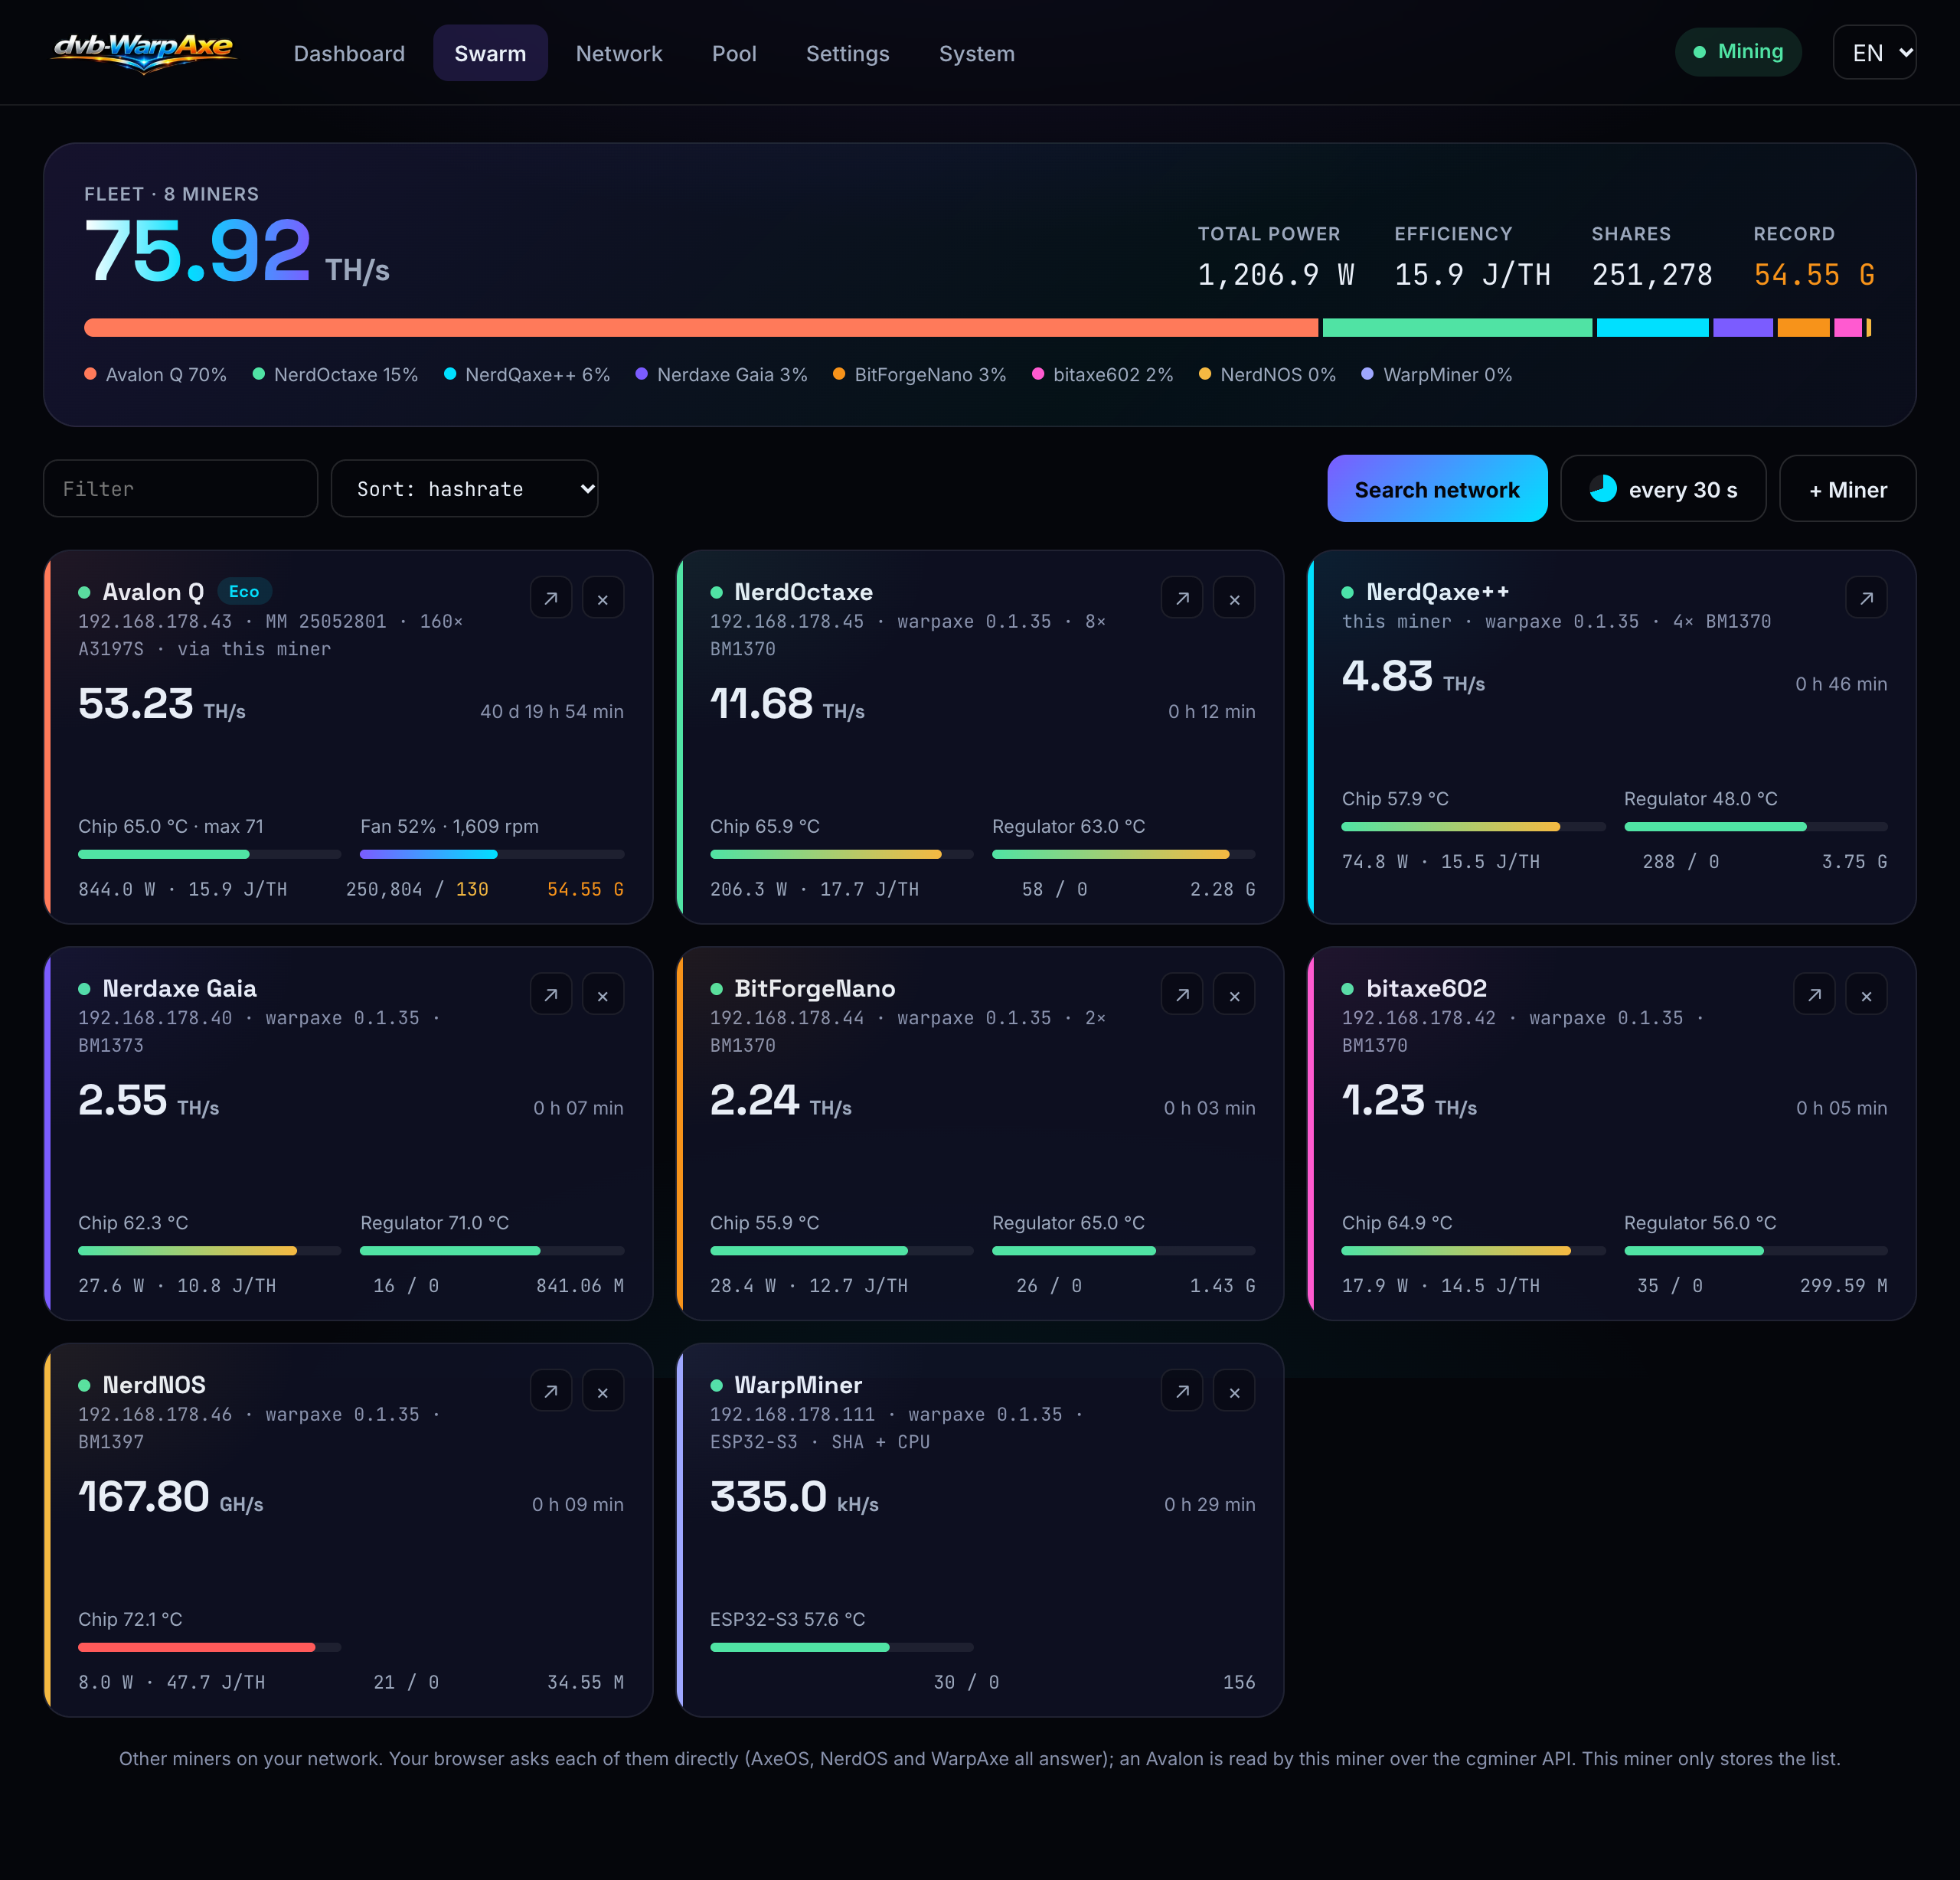 dvb-WarpAxe
Dashboard
Swarm
Network
Pool
Settings
System
Mining
EN
FLEET · 8 MINERS
75.92 TH/s
TOTAL POWER
1,206.9 W
EFFICIENCY
15.9 J/TH
SHARES
251,278
RECORD
54.55 G
Avalon Q 70%
NerdOctaxe 15%
NerdQaxe++ 6%
Nerdaxe Gaia 3%
BitForgeNano 3%
bitaxe602 2%
NerdNOS 0%
WarpMiner 0%
Filter
Sort: hashrate
Search network
every 30 s
+ Miner
Avalon Q Eco
192.168.178.43 · MM 25052801 · 160×
A3197S · via this miner
53.23 TH/s
40 d 19 h 54 min
Chip 65.0 °C · max 71
Fan 52% · 1,609 rpm
844.0 W · 15.9 J/TH
250,804 / 130
54.55 G
NerdOctaxe
192.168.178.45 · warpaxe 0.1.35 · 8×
BM1370
11.68 TH/s
0 h 12 min
Chip 65.9 °C
Regulator 63.0 °C
206.3 W · 17.7 J/TH
58 / 0
2.28 G
NerdQaxe++
this miner · warpaxe 0.1.35 · 4× BM1370
4.83 TH/s
0 h 46 min
Chip 57.9 °C
Regulator 48.0 °C
74.8 W · 15.5 J/TH
288 / 0
3.75 G
Nerdaxe Gaia
192.168.178.40 · warpaxe 0.1.35 ·
BM1373
2.55 TH/s
0 h 07 min
Chip 62.3 °C
Regulator 71.0 °C
27.6 W · 10.8 J/TH
16 / 0
841.06 M
BitForgeNano
192.168.178.44 · warpaxe 0.1.35 · 2×
BM1370
2.24 TH/s
0 h 03 min
Chip 55.9 °C
Regulator 65.0 °C
28.4 W · 12.7 J/TH
26 / 0
1.43 G
bitaxe602
192.168.178.42 · warpaxe 0.1.35 ·
BM1370
1.23 TH/s
0 h 05 min
Chip 64.9 °C
Regulator 56.0 °C
17.9 W · 14.5 J/TH
35 / 0
299.59 M
NerdNOS
192.168.178.46 · warpaxe 0.1.35 ·
BM1397
167.80 GH/s
0 h 09 min
Chip 72.1 °C
8.0 W · 47.7 J/TH
21 / 0
34.55 M
WarpMiner
192.168.178.111 · warpaxe 0.1.35 ·
ESP32-S3 · SHA + CPU
335.0 kH/s
0 h 29 min
ESP32-S3 57.6 °C
30 / 0
156
Other miners on your network. Your browser asks each of them directly (AxeOS, NerdOS and WarpAxe all answer); an Avalon is read by this miner over the cgminer API. This miner only stores the list.